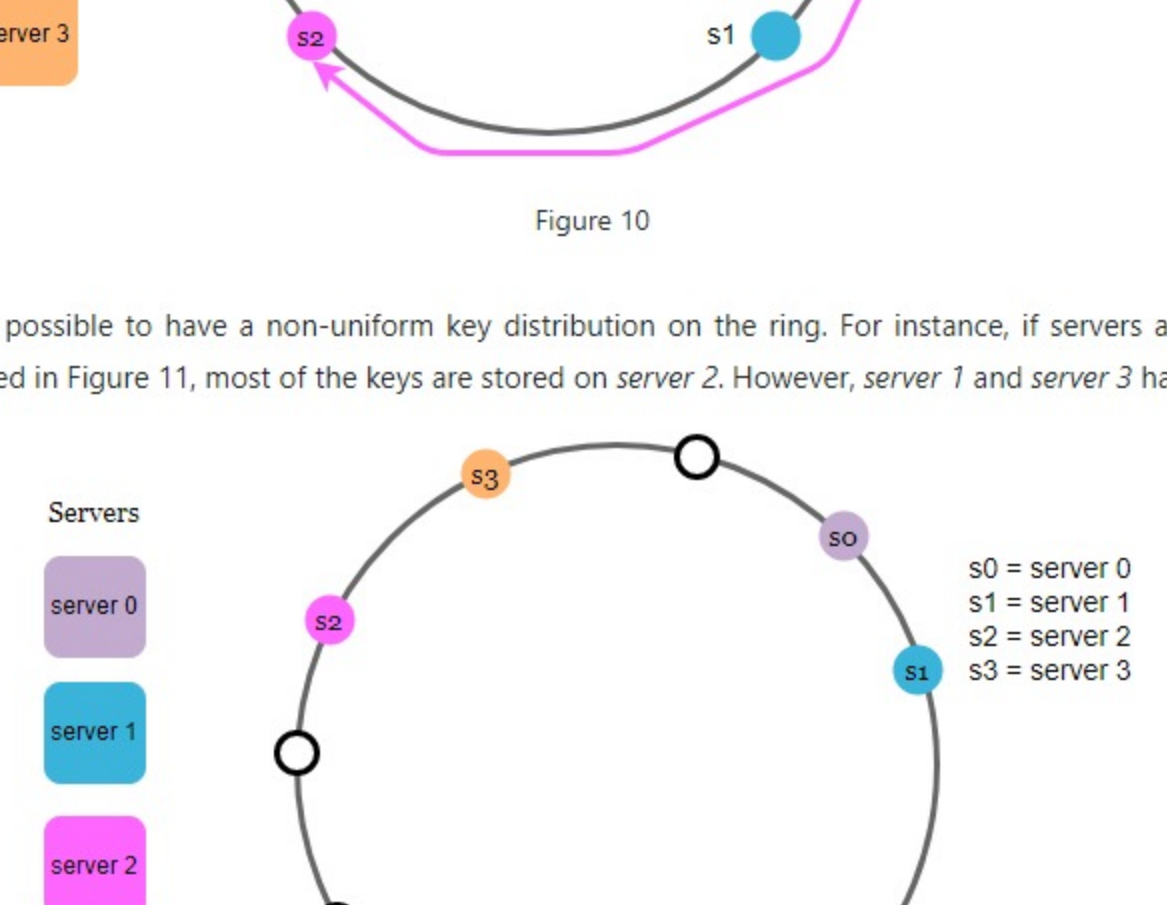 erver 3
s2
s1
Figure 10
possible to have a non-uniform key distribution on the ring. For instance, if servers a
ed in Figure 11, most of the keys are stored on server 2. However, server 1 and server 3 ha
s3
Servers
s0
server 0
s0 = server 0
s1 = server 1
s2 = server 2
s3 = server 3
s2
s1
server 1
server 2